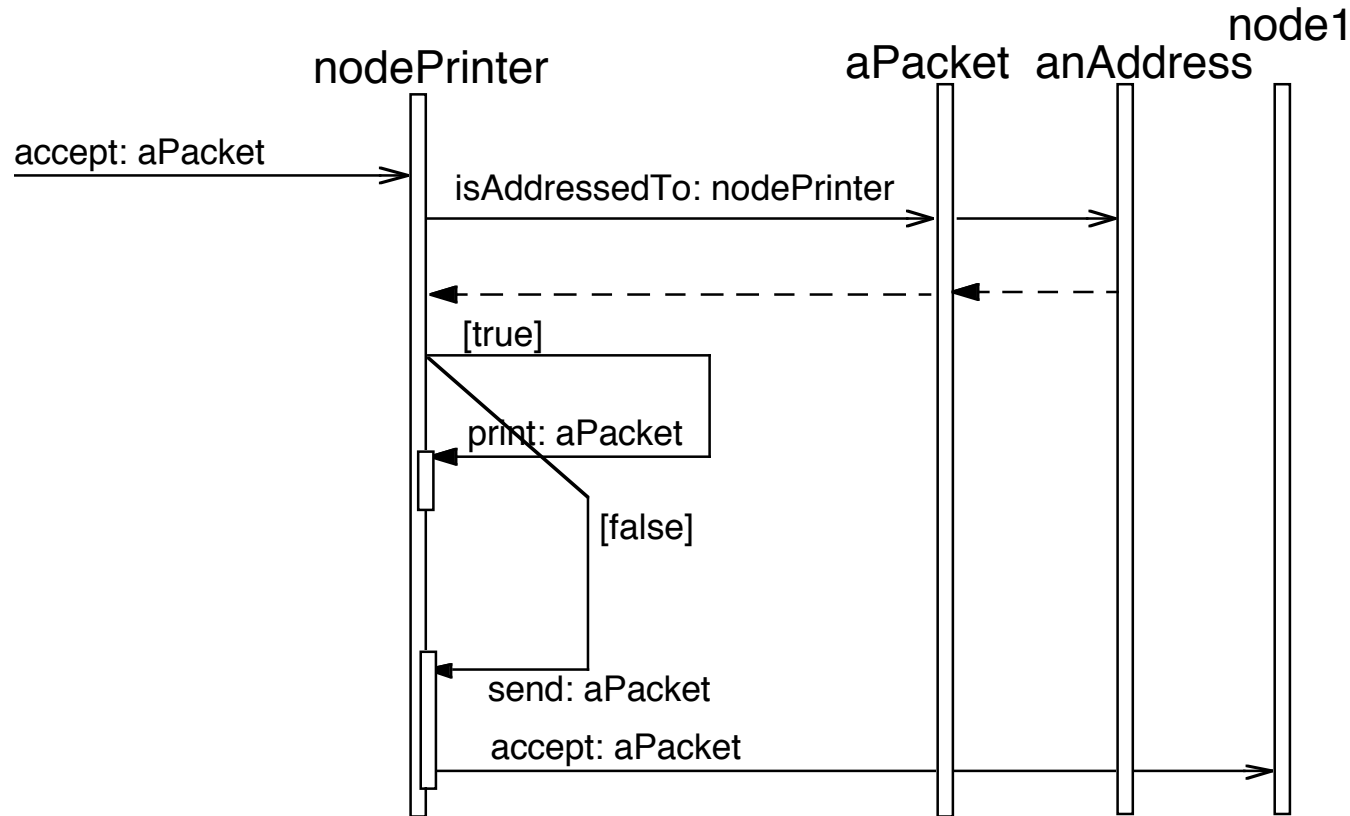 node1
nodePrinter
aPacket
anAddress
accept: aPacket
isAddressedTo: nodePrinter
[true]
print: aPacket
[false]
send: aPacket
accept: aPacket